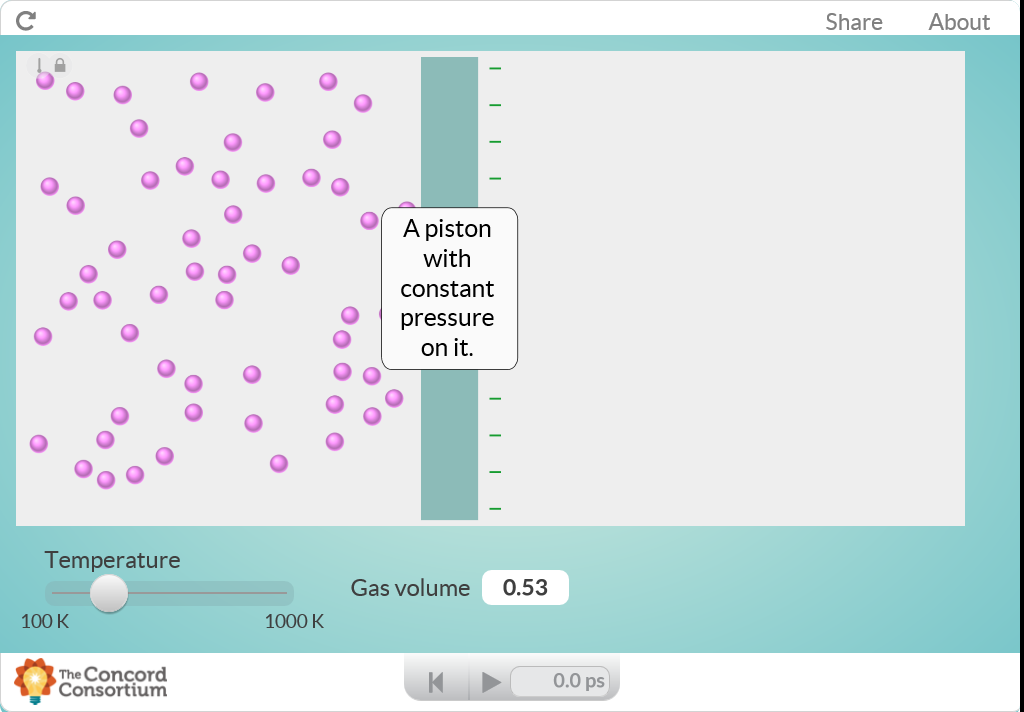 Share About
A piston
with
constant
pressure
on it.
Temperature
100 K 1000 K
Gas volume 0.53
The Concord
Consortium
0.0 ps